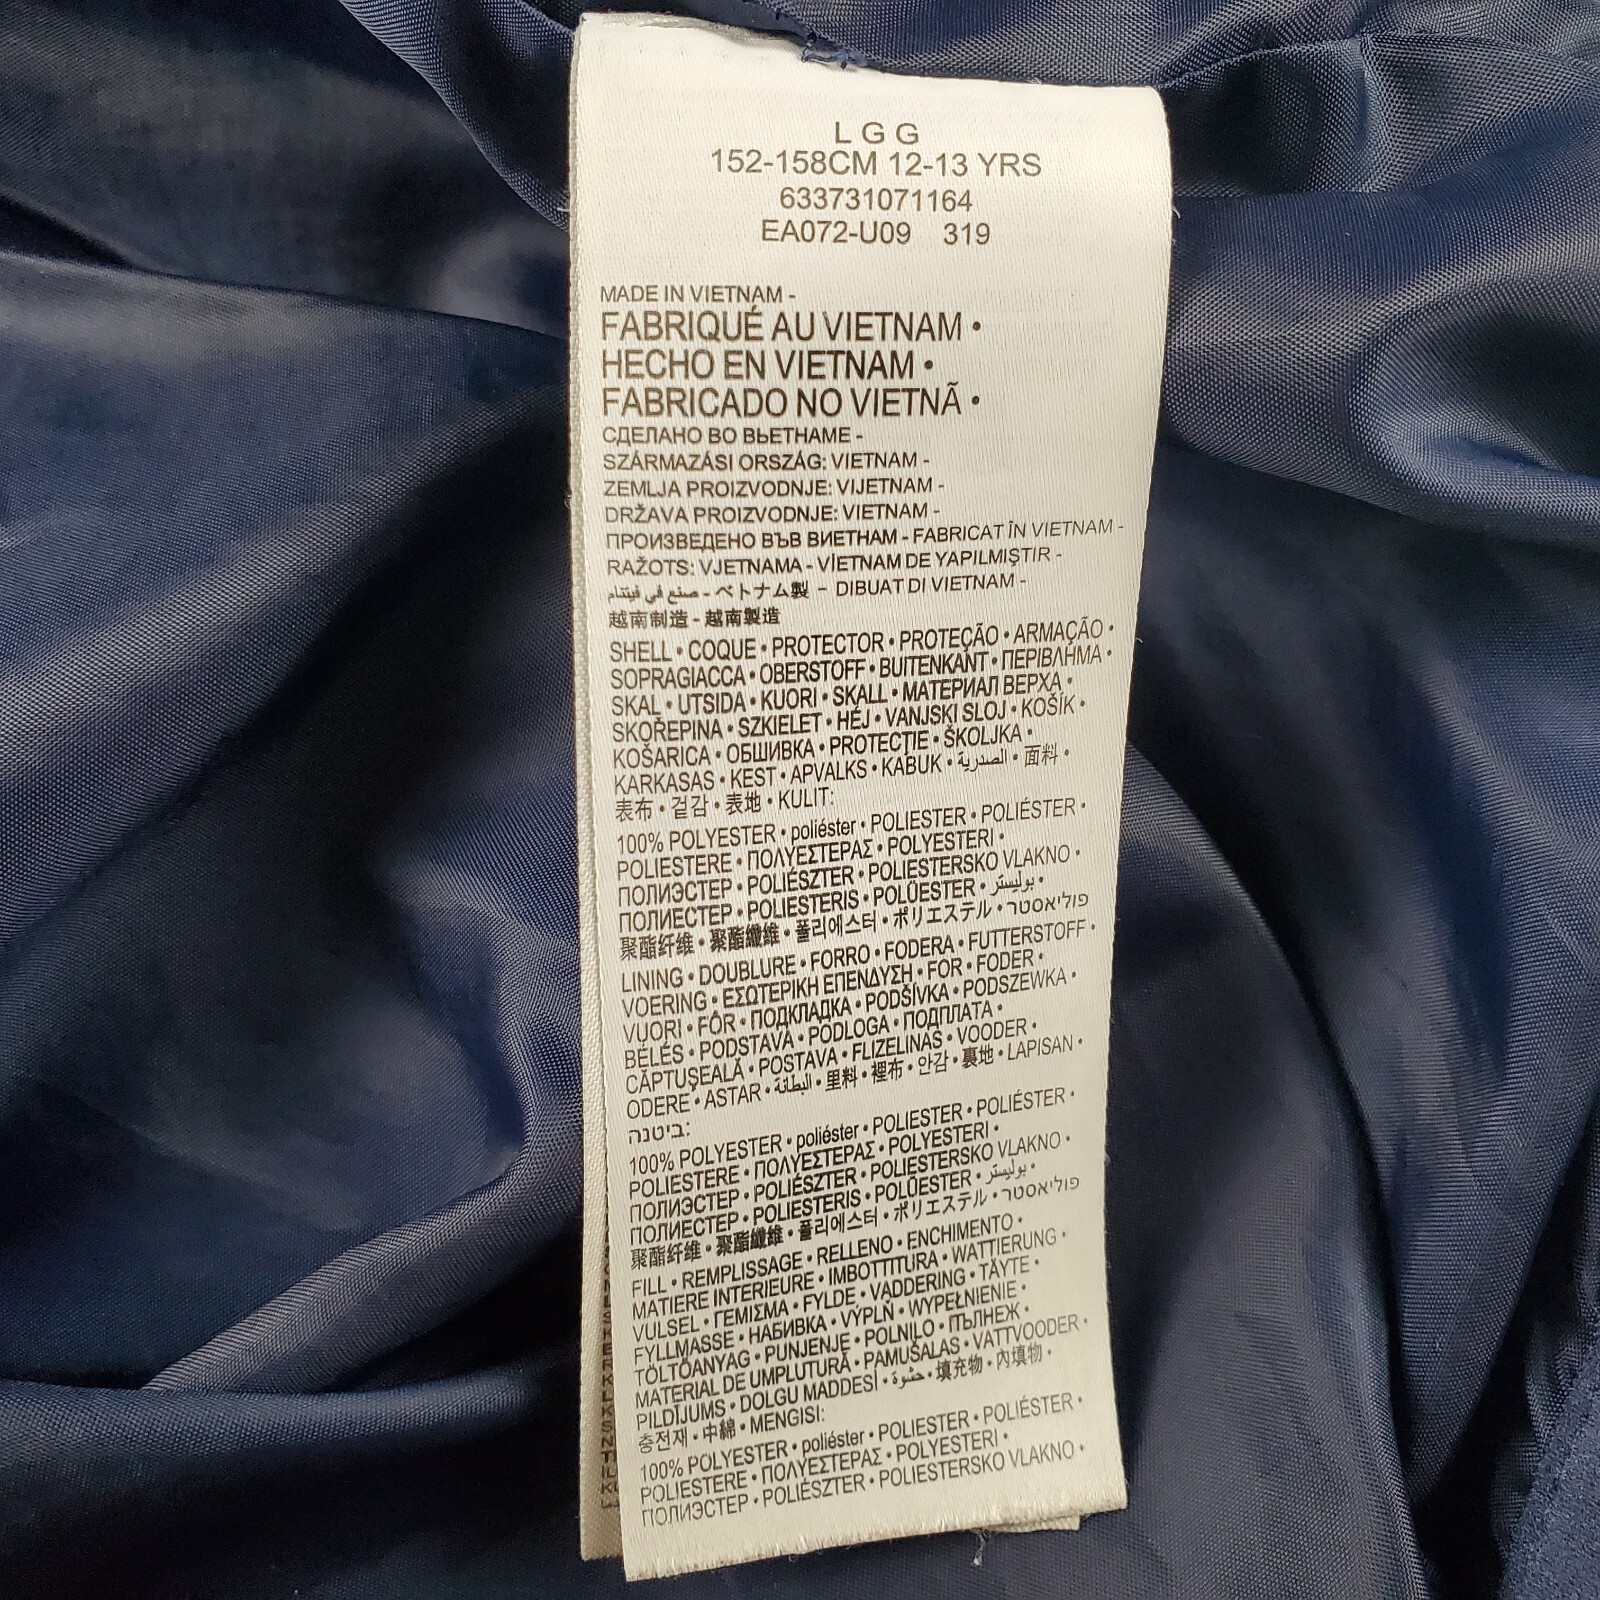 L G G
152-158CM 12-13 YRS
633731071164
EA072-U09 319
MADE IN VIETNAM -
FABRIQUÉ AU VIETNAM •
HECHO EN VIETNAM •
FABRICADO NO VIETNÃ •
СДЕЛАНО ВО ВЬЕТНАМЕ -
SZÁRMAZÁSI ORSZÁG: VIETNAM -
ZEMLJA PROIZVODNJE: VIJETNAM -
DRŽAVA PROIZVODNJE: VIETNAM -
ПРОИЗВЕДЕНО ВЪВ ВИЕТНАМ - FABRICAT ÎN VIETNAM -
RAŽOTS: VJETNAMA - VİETNAM DE YAPILMIŞTIR -
صنع في فيتنام - ベトナム製 - DIBUAT DI VIETNAM -
越南制造 - 越南製造
SHELL • COQUE • PROTECTOR • PROTEÇÃO • ARMAÇÃO •
SOPRAGIACCA • OBERSTOFF • BUITENKANT • ΠΕΡΙΒΛΗΜΑ •
SKAL • UTSIDA • KUORI • SKALL • МАТЕРИАЛ ВЕРХА •
SKOŘEPINA • SZKIELET • HÉJ • VANJSKI SLOJ • KOŠÍK •
KOŠARICA • ОБШИВКА • PROTECŢIE • ŠKOLJKA •
KARKASAS • KEST • APVALKS • KABUK • الصدرية • 面料 •
表布 • 겉감 • 表地 • KULIT:
100% POLYESTER • poliéster • POLIESTER • POLIÉSTER •
POLIESTERE • ΠΟΛΥΕΣΤΕΡΑΣ • POLYESTERI •
ПОЛИЭСТЕР • POLIÉSZTER • POLIESTERSKO VLAKNO •
ПОЛИЕСТЕР • POLIESTERIS • POLÜESTER • بوليستر •
聚酯纤维 • 聚酯纖維 • 폴리에스터 • ポリエステル • פוליאסטר
LINING • DOUBLURE • FORRO • FODERA • FUTTERSTOFF •
VOERING • ΕΣΩΤΕΡΙΚΗ ΕΠΕΝΔΥΣΗ • FOR • FODER •
VUORI • FÔR • ПОДКЛАДКА • PODŠÍVKA • PODSZEWKA •
BÉLÉS • PODSTAVA • PODLOGA • ПОДПЛАТА •
CĂPTUŞEALĂ • POSTAVA • FLIZELINAS • VOODER •
ODERE • ASTAR • البطانة • 里料 • 裡布 • 안감 • 裏地 • LAPISAN •
ביטנה:
100% POLYESTER • poliéster • POLIESTER • POLIÉSTER •
POLIESTERE • ΠΟΛΥΕΣΤΕΡΑΣ • POLYESTERI •
ПОЛИЭСТЕР • POLIÉSZTER • POLIESTERSKO VLAKNO •
ПОЛИЕСТЕР • POLIESTERIS • POLÜESTER • بوليستر •
聚酯纤维 • 聚酯纖維 • 폴리에스터 • ポリエステル • פוליאסטר
FILL • REMPLISSAGE • RELLENO • ENCHIMENTO •
MATIERE INTERIEURE • IMBOTTITURA • WATTIERUNG •
VULSEL • ΓΕΜΙΣΜΑ • FYLDE • VADDERING • TÄYTE •
FYLLMASSE • НАБИВКА • VÝPLŇ • WYPEŁNIENIE •
TÖLTŐANYAG • PUNJENJE • POLNILO • ПЪЛНЕЖ •
MATERIAL DE UMPLUTURĂ • PAMUŠALAS • VATTVOODER •
PILDĪJUMS • DOLGU MADDESİ • حشوة • 填充物 • 內填物 •
충전재 • 中綿 • MENGISI:
100% POLYESTER • poliéster • POLIESTER • POLIÉSTER •
POLIESTERE • ΠΟΛΥΕΣΤΕΡΑΣ • POLYESTERI •
ПОЛИЭСТЕР • POLIÉSZTER • POLIESTERSKO VLAKNO •